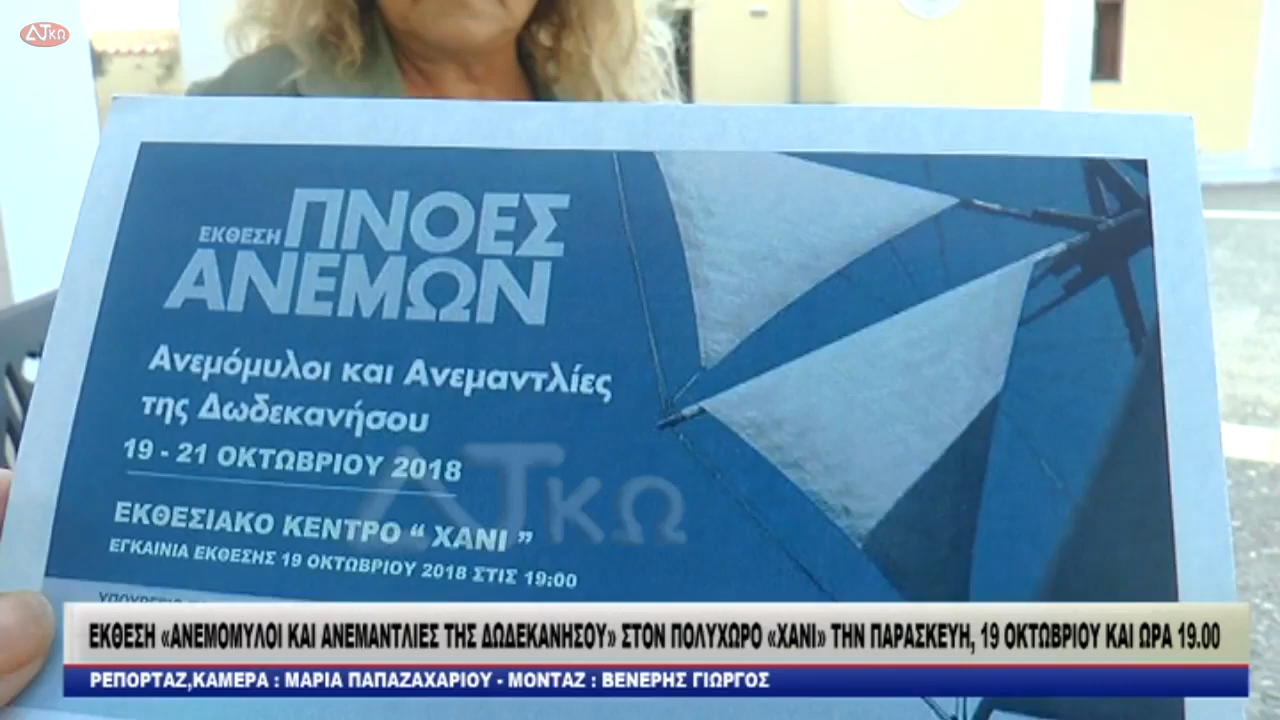 ΔΤΚΩ
ΕΚΘΕΣΗ ΠΝΟΕΣ
ΑΝΕΜΩΝ
Ανεμόμυλοι και Ανεμαντλίες
της Δωδεκανήσου
19 - 21 ΟΚΤΩΒΡΙΟΥ 2018
ΔΤΚΩ
ΕΚΘΕΣΙΑΚΟ ΚΕΝΤΡΟ “ ΧΑΝΙ ”
ΕΓΚΑΙΝΙΑ ΕΚΘΕΣΗΣ 19 ΟΚΤΩΒΡΙΟΥ 2018 ΣΤΙΣ 19:00
ΕΚΘΕΣΗ «ΑΝΕΜΟΜΥΛΟΙ ΚΑΙ ΑΝΕΜΑΝΤΛΙΕΣ ΤΗΣ ΔΩΔΕΚΑΝΗΣΟΥ» ΣΤΟΝ ΠΟΛΥΧΩΡΟ «ΧΑΝΙ» ΤΗΝ ΠΑΡΑΣΚΕΥΗ, 19 ΟΚΤΩΒΡΙΟΥ ΚΑΙ ΩΡΑ 19.00
ΡΕΠΟΡΤΑΖ,ΚΑΜΕΡΑ : ΜΑΡΙΑ ΠΑΠΑΖΑΧΑΡΙΟΥ - ΜΟΝΤΑΖ : ΒΕΝΕΡΗΣ ΓΙΩΡΓΟΣ